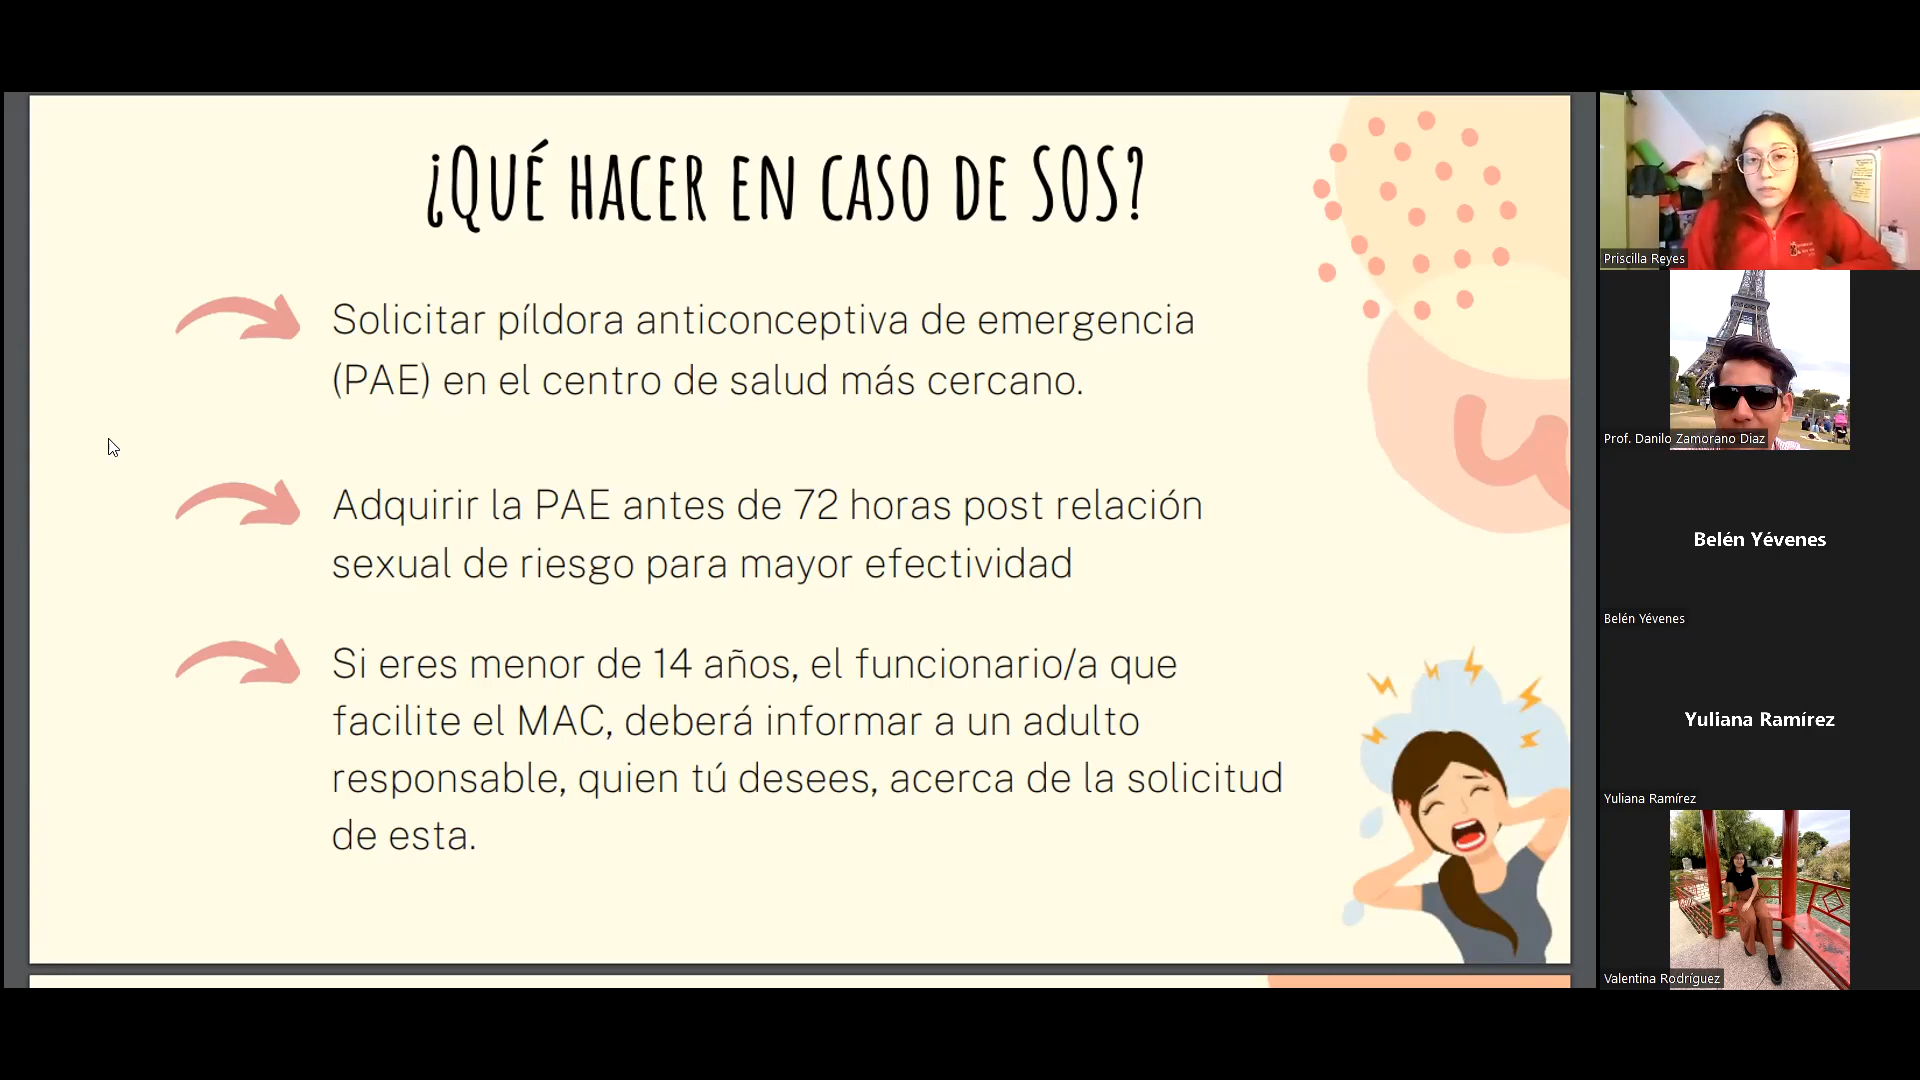 ¿Qué hacer en caso de SOS?
Solicitar píldora anticonceptiva de emergencia
(PAE) en el centro de salud más cercano.
Adquirir la PAE antes de 72 horas post relación
sexual de riesgo para mayor efectividad
Si eres menor de 14 años, el funcionario/a que
facilite el MAC, deberá informar a un adulto
responsable, quien tú desees, acerca de la solicitud
de esta.
Priscilla Reyes
Prof. Danilo Zamorano Diaz
Belén Yévenes
Belén Yévenes
Yuliana Ramírez
Yuliana Ramírez
Valentina Rodríguez